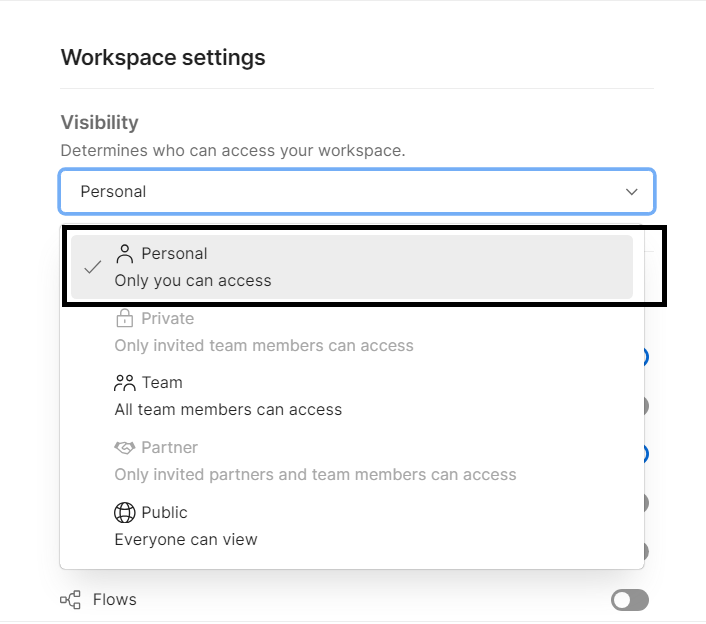 Workspace settings
Visibility
Determines who can access your workspace.
Personal
Personal
Only you can access
Private
Only invited team members can access
Team
All team members can access
Partner
Only invited partners and team members can access
Public
Everyone can view
Flows